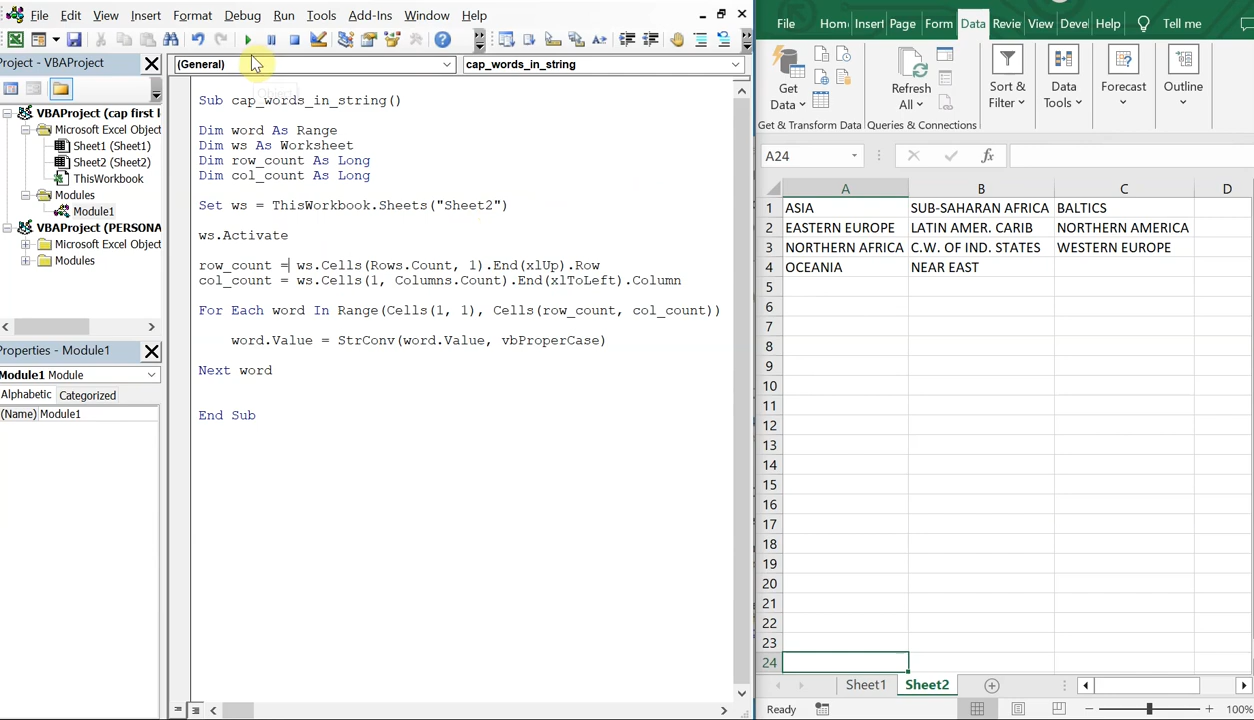 File Edit View Insert Format Debug Run Tools Add-Ins Window Help
Project - VBAProject
(General)
cap_words_in_string
VBAProject (cap first l
Microsoft Excel Object
Sheet1 (Sheet1)
Sheet2 (Sheet2)
ThisWorkbook
Modules
Module1
VBAProject (PERSONA
Microsoft Excel Object
Modules
Properties - Module1
Module1 Module
Alphabetic Categorized
(Name) Module1
Sub cap_words_in_string()
Dim word As Range
Dim ws As Worksheet
Dim row_count As Long
Dim col_count As Long
Set ws = ThisWorkbook.Sheets("Sheet2")
ws.Activate
row_count = ws.Cells(Rows.Count, 1).End(xlUp).Row
col_count = ws.Cells(1, Columns.Count).End(xlToLeft).Column
For Each word In Range(Cells(1, 1), Cells(row_count, col_count))
word.Value = StrConv(word.Value, vbProperCase)
Next word
End Sub
File Hom Insert Page Form Data Revie View Deve Help Tell me
Get Data
Refresh All
Sort & Filter
Data Tools
Forecast
Outline
Get & Transform Data Queries & Connections
A24 fx
A B C D
1 ASIA SUB-SAHARAN AFRICA BALTICS
2 EASTERN EUROPE LATIN AMER. CARIB NORTHERN AMERICA
3 NORTHERN AFRICA C.W. OF IND. STATES WESTERN EUROPE
4 OCEANIA NEAR EAST
5
6
7
8
9
10
11
12
13
14
15
16
17
18
19
20
21
22
23
24
Sheet1 Sheet2
Ready 100%